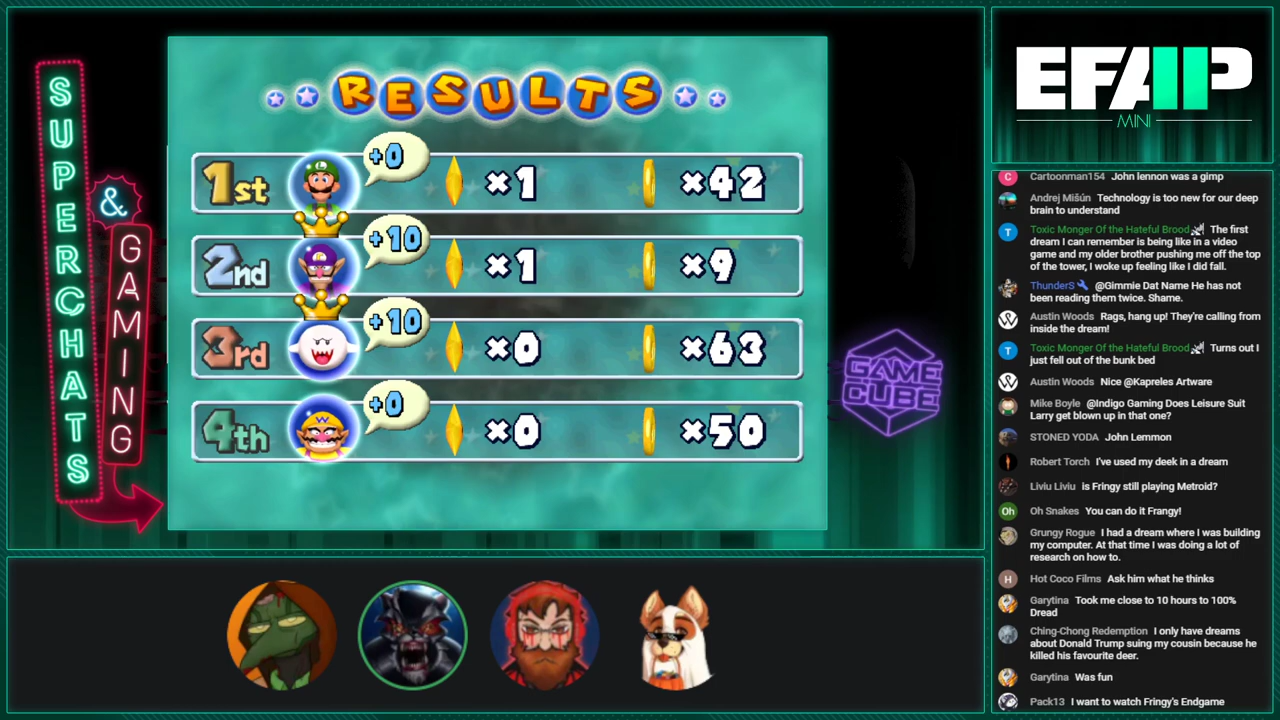 SUPERCHATS
&
GAMING
RESULTS
1st +0 ×1 ×42
2nd +10 ×1 ×9
3rd +10 ×0 ×63
4th +0 ×0 ×50
GAME
CUBE
EFAP
MINI
C Cartoonman154 John lennon was a gimp
Andrej Mišún Technology is too new for our deep
brain to understand
T Toxic Monger Of the Hateful Brood The first
dream I can remember is being like in a video
game and my older brother pushing me off the top
of the tower, I woke up feeling like I did fall.
ThunderS @Gimmie Dat Name He has not
been reading them twice. Shame.
Austin Woods Rags, hang up! They're calling from
inside the dream!
T Toxic Monger Of the Hateful Brood Turns out I
just fell out of the bunk bed
Austin Woods Nice @Kapreles Artware
Mike Boyle @Indigo Gaming Does Leisure Suit
Larry get blown up in that one?
STONED YODA John Lemmon
Robert Torch I've used my deek in a dream
Liviu Liviu is Fringy still playing Metroid?
Oh Oh Snakes You can do it Frangy!
Grungy Rogue I had a dream where I was building
my computer. At that time I was doing a lot of
research on how to.
H Hot Coco Films Ask him what he thinks
Garytina Took me close to 10 hours to 100%
Dread
Ching-Chong Redemption I only have dreams
about Donald Trump suing my cousin because he
killed his favourite deer.
Garytina Was fun
Pack13 I want to watch Fringy's Endgame